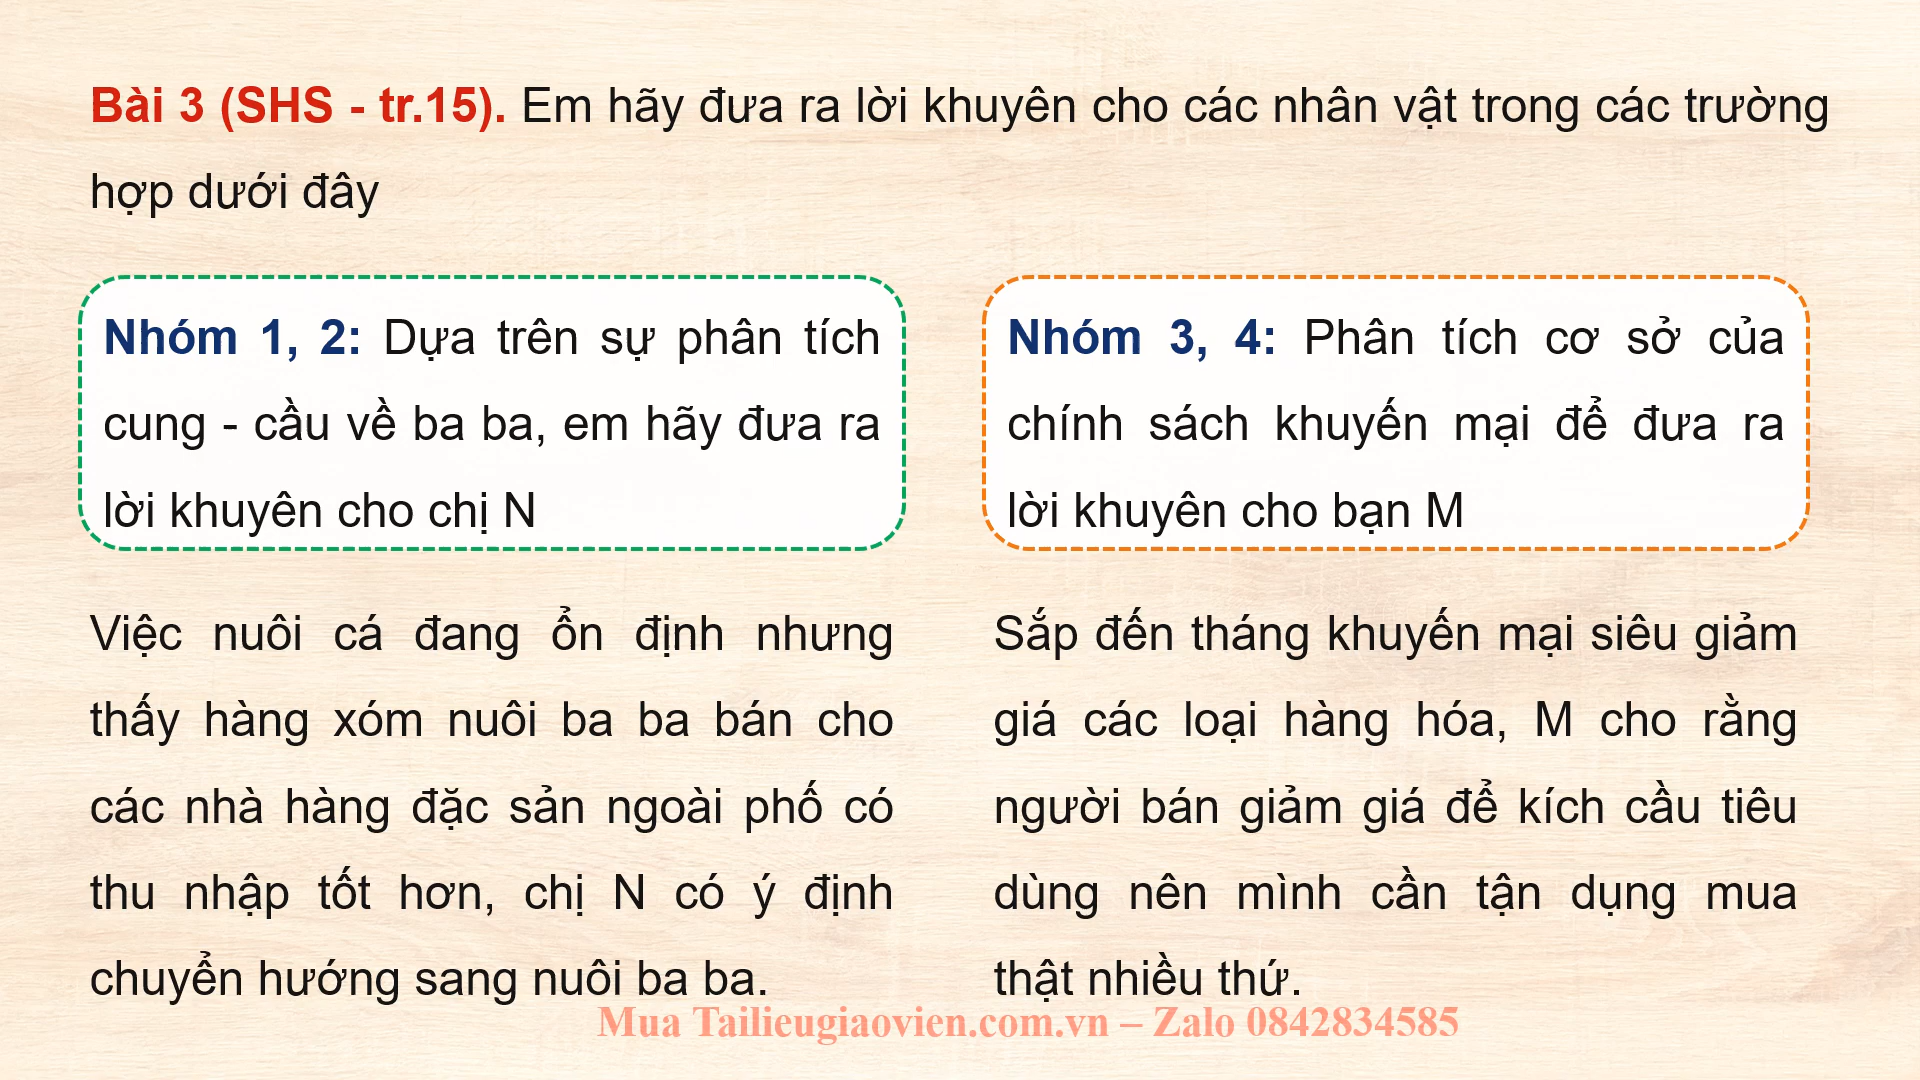 Bài 3 (SHS - tr.15). Em hãy đưa ra lời khuyên cho các nhân vật trong các trường
hợp dưới đây
Nhóm 1, 2: Dựa trên sự phân tích
cung - cầu về ba ba, em hãy đưa ra
lời khuyên cho chị N
Việc nuôi cá đang ổn định nhưng
thấy hàng xóm nuôi ba ba bán cho
các nhà hàng đặc sản ngoài phố có
thu nhập tốt hơn, chị N có ý định
chuyển hướng sang nuôi ba ba.
Nhóm 3, 4: Phân tích cơ sở của
chính sách khuyến mại để đưa ra
lời khuyên cho bạn M
Sắp đến tháng khuyến mại siêu giảm
giá các loại hàng hóa, M cho rằng
người bán giảm giá để kích cầu tiêu
dùng nên mình cần tận dụng mua
thật nhiều thứ.
Mua Tailieugiaovien.com.vn – Zalo 0842834585